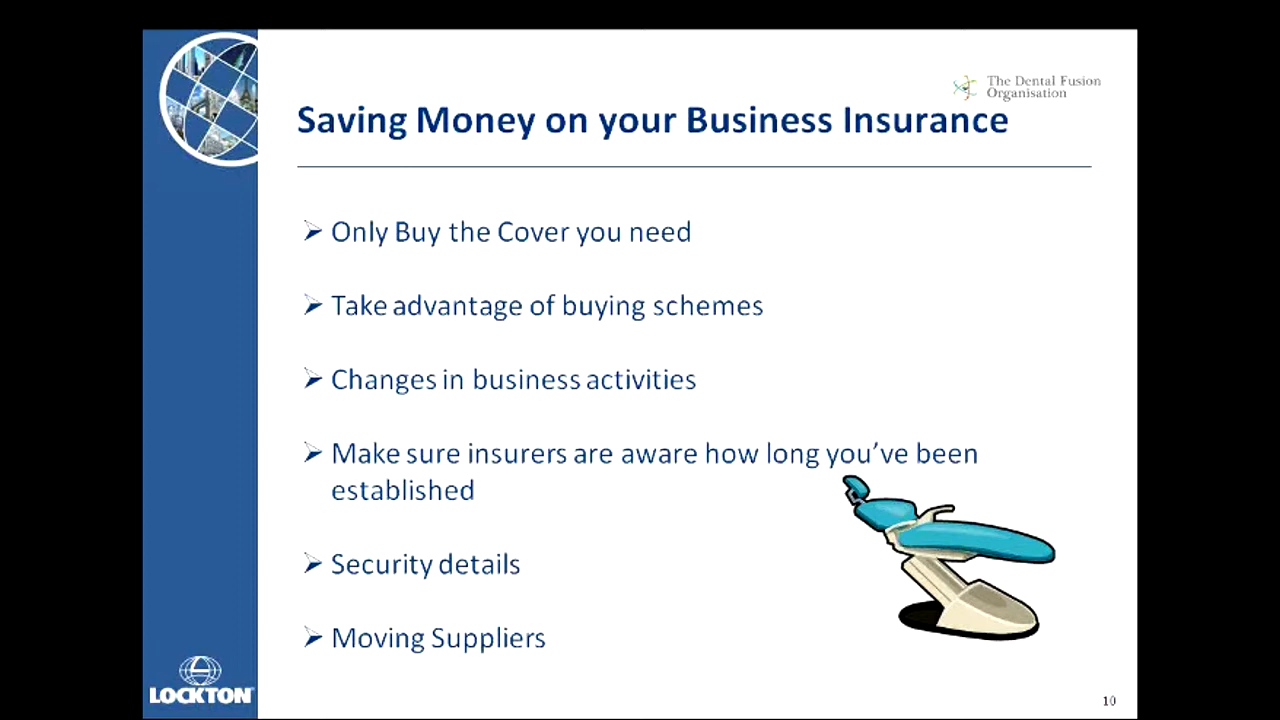 The Dental Fusion
Organisation
Saving Money on your Business Insurance
Only Buy the Cover you need
Take advantage of buying schemes
Changes in business activities
Make sure insurers are aware how long you’ve been
established
Security details
Moving Suppliers
LOCKTON
10